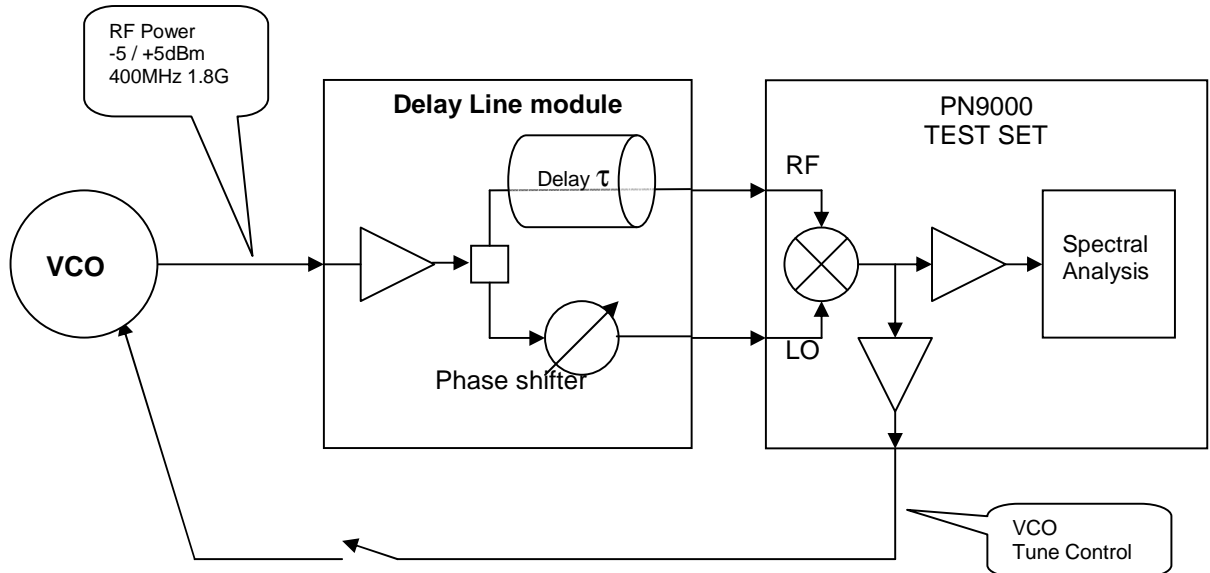 RF Power
-5 / +5dBm
400MHz 1.8G
Delay Line module
PN9000
TEST SET
Delay τ
RF
VCO
Spectral
Analysis
LO
Phase shifter
VCO
Tune Control